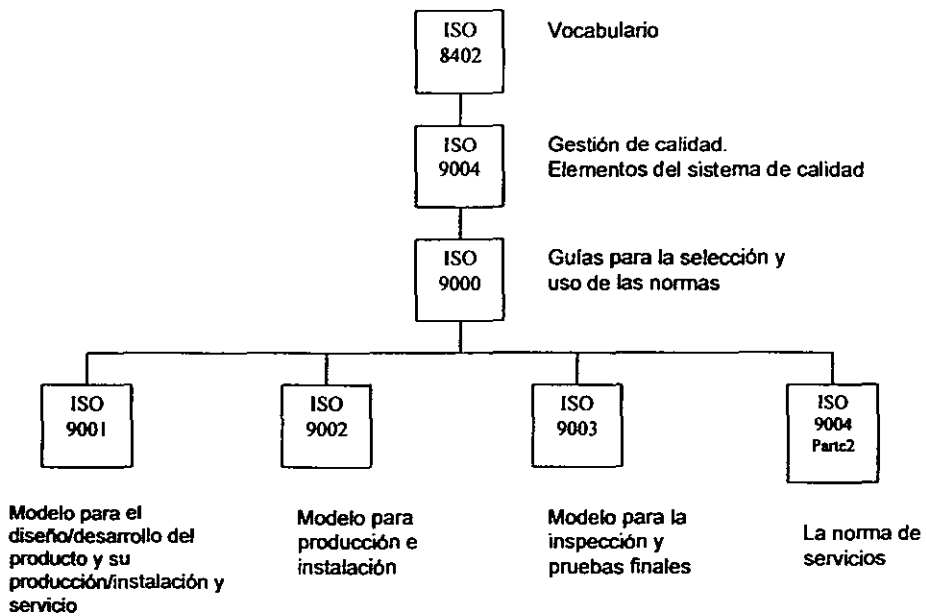 ISO
8402
Vocabulario
ISO
9004
Gestión de calidad.
Elementos del sistema de calidad
ISO
9000
Guías para la selección y
uso de las normas
ISO
9001
ISO
9002
ISO
9003
ISO
9004
Parte2
Modelo para el
diseño/desarrollo del
producto y su
producción/instalación y
servicio
Modelo para
producción e
instalación
Modelo para la
inspección y
pruebas finales
La norma de
servicios